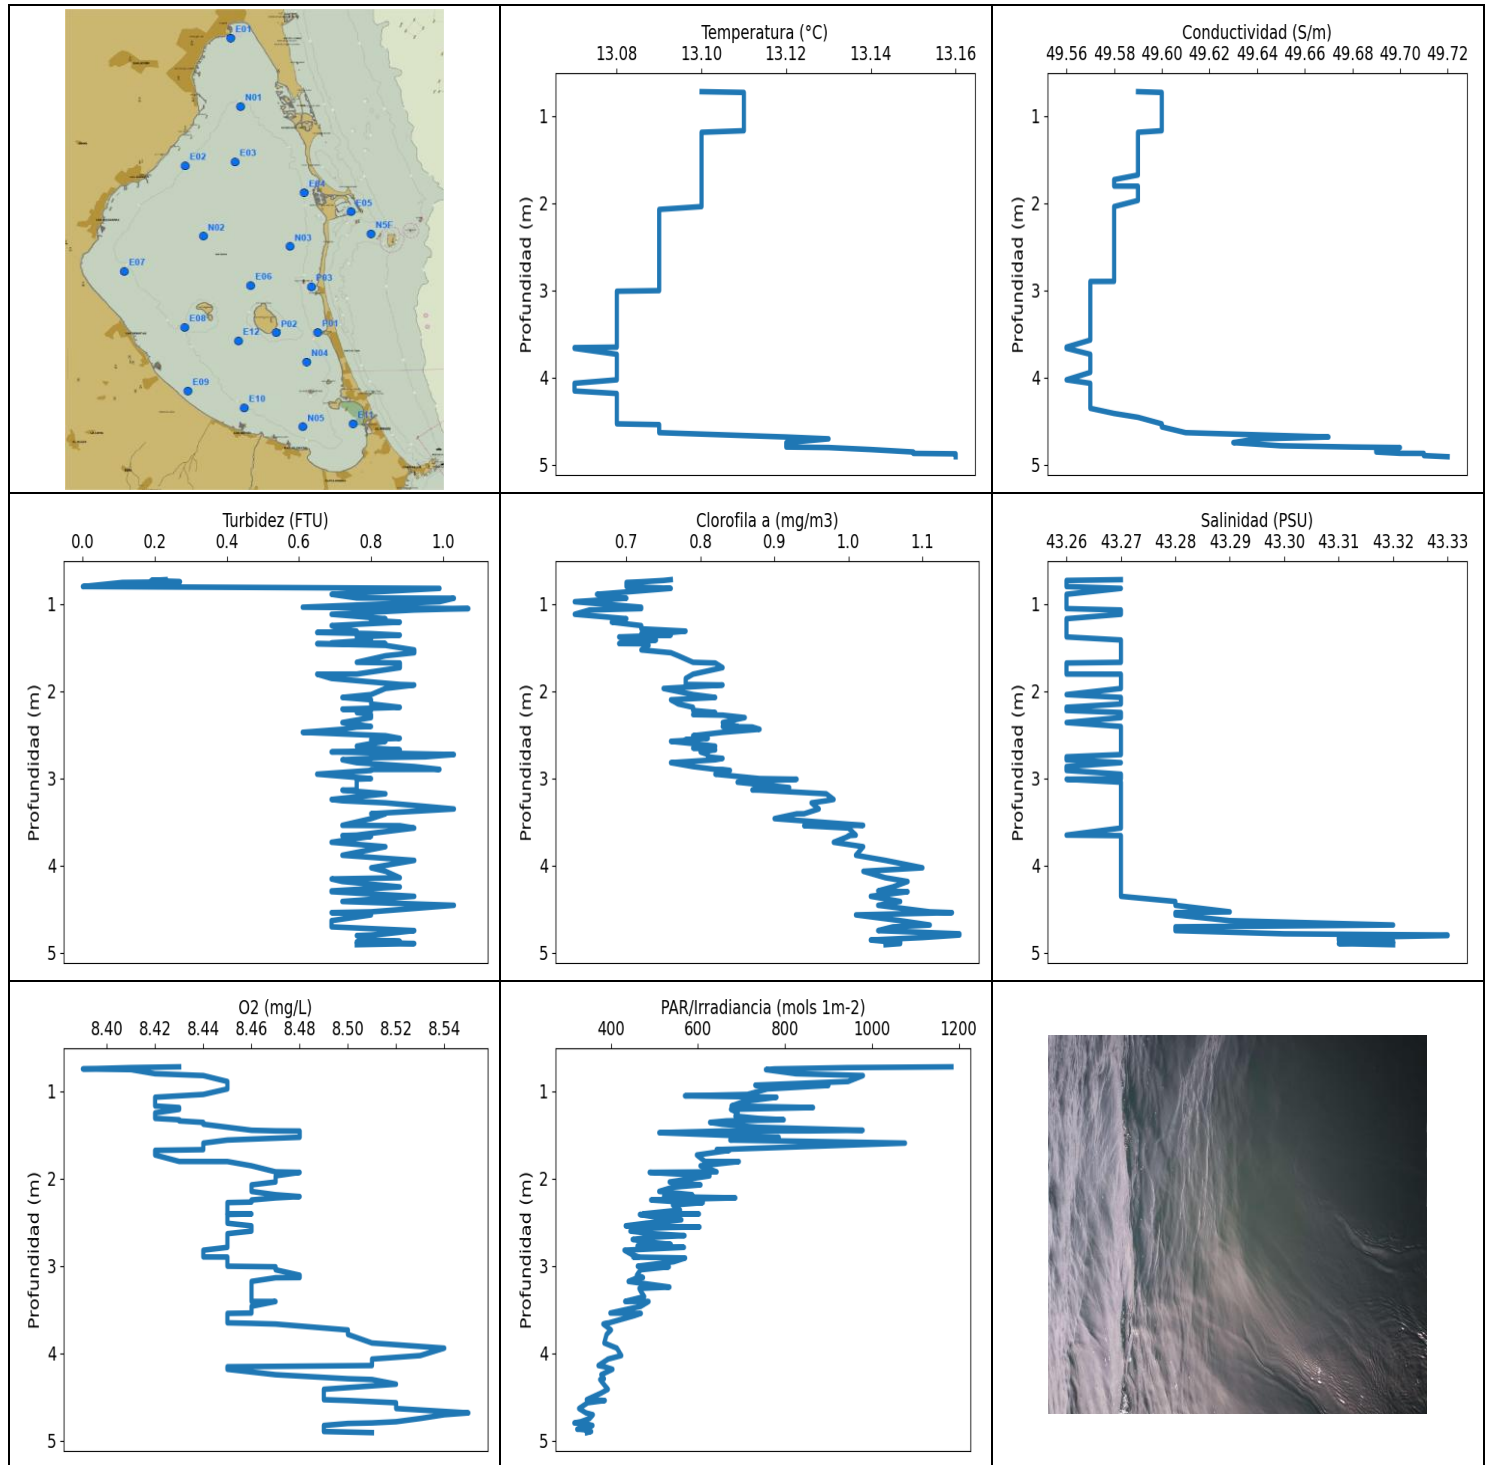 E01
N01
E02
E03
E04
E05
N5F
N02
N03
E07
E06
P03
E08
E12
P02
P01
N04
E09
E10
N05
E11
Temperatura (°C)
13.08 13.10 13.12 13.14 13.16
Profundidad (m)
1
2
3
4
5
Conductividad (S/m)
49.56 49.58 49.60 49.62 49.64 49.66 49.68 49.70 49.72
Profundidad (m)
1
2
3
4
5
Turbidez (FTU)
0.0 0.2 0.4 0.6 0.8 1.0
Profundidad (m)
1
2
3
4
5
Clorofila a (mg/m3)
0.7 0.8 0.9 1.0 1.1
Profundidad (m)
1
2
3
4
5
Salinidad (PSU)
43.26 43.27 43.28 43.29 43.30 43.31 43.32 43.33
Profundidad (m)
1
2
3
4
5
O2 (mg/L)
8.40 8.42 8.44 8.46 8.48 8.50 8.52 8.54
Profundidad (m)
1
2
3
4
5
PAR/Irradiancia (mols 1m-2)
400 600 800 1000 1200
Profundidad (m)
1
2
3
4
5